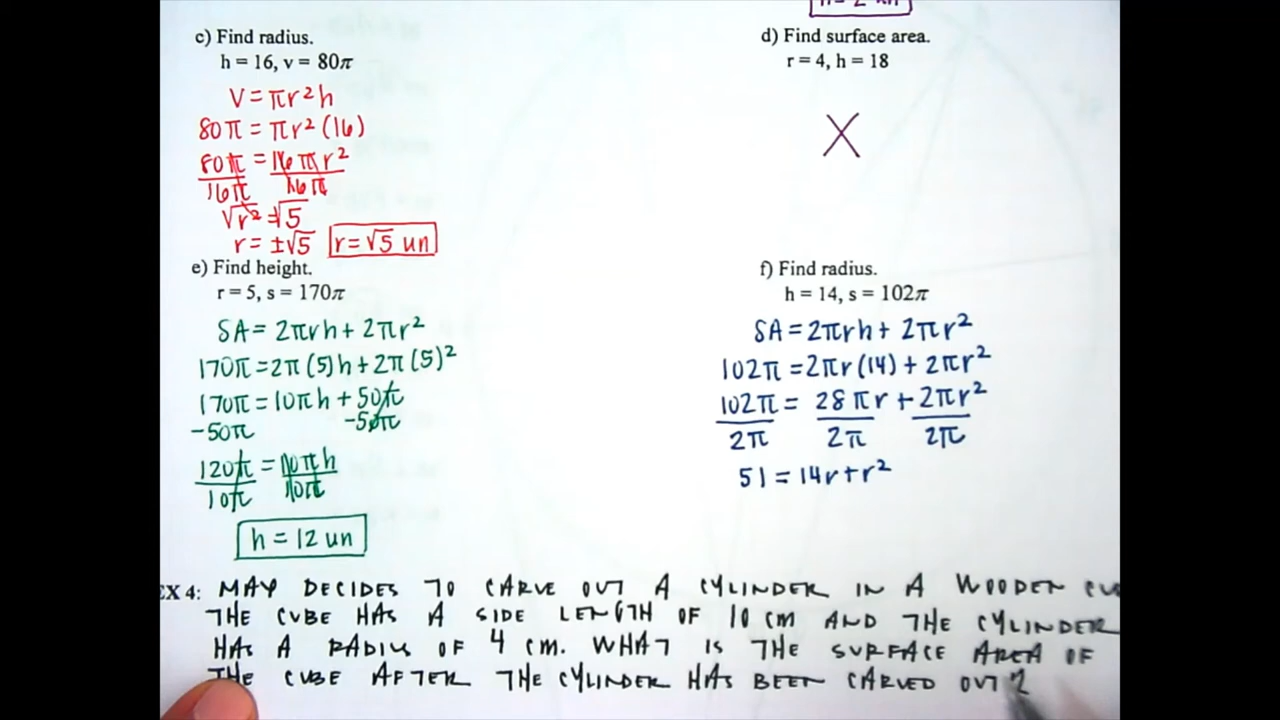 c) Find radius.
h = 16, v = 80π
V = πr²h
80π = πr²(16)
80π = 16πr²
16π 16π
√r² = √5
r = ±√5 r = √5 un
d) Find surface area.
r = 4, h = 18
X
e) Find height.
r = 5, s = 170π
SA = 2πrh + 2πr²
170π = 2π(5)h + 2π(5)²
170π = 10πh + 50π
-50π -50π
120π = 10πh
10π 10π
h = 12 un
f) Find radius.
h = 14, s = 102π
SA = 2πrh + 2πr²
102π = 2πr(14) + 2πr²
102π = 28πr + 2πr²
2π 2π 2π
51 = 14r + r²
EX 4: MAY DECIDES TO CARVE OUT A CYLINDER IN A WOODEN
THE CUBE HAS A SIDE LENGTH OF 10 CM AND THE CYLINDER
HAS A RADIUS OF 4 CM. WHAT IS THE SURFACE AREA OF
THE CUBE AFTER THE CYLINDER HAS BEEN CARVED OUT?